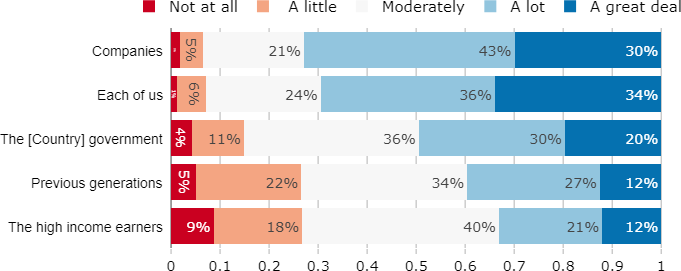 Not at all A little Moderately A lot A great deal
Companies 5% 21% 43% 30%
Each of us 1% 6% 24% 36% 34%
The [Country] government 4% 11% 36% 30% 20%
Previous generations 5% 22% 34% 27% 12%
The high income earners 9% 18% 40% 21% 12%
0 0.1 0.2 0.3 0.4 0.5 0.6 0.7 0.8 0.9 1